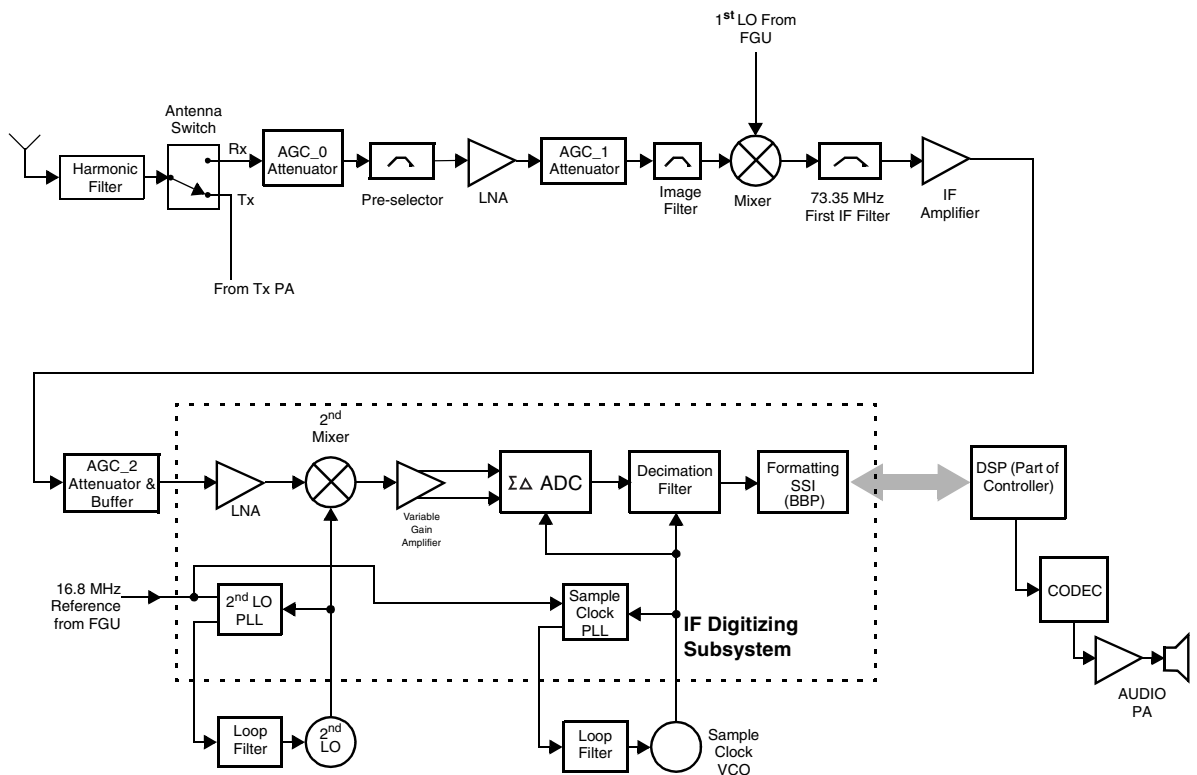 1st LO From
FGU
Antenna
Switch
Rx
Tx
Harmonic
Filter
AGC_0
Attenuator
Pre-selector
LNA
AGC_1
Attenuator
Image
Filter
Mixer
73.35 MHz
First IF Filter
IF
Amplifier
From Tx PA
2nd
Mixer
AGC_2
Attenuator &
Buffer
LNA
Variable
Gain
Amplifier
Σ∆ ADC
Decimation
Filter
Formatting
SSI
(BBP)
DSP (Part of
Controller)
16.8 MHz
Reference
from FGU
2nd LO
PLL
Sample
Clock
PLL
IF Digitizing
Subsystem
CODEC
AUDIO
PA
Loop
Filter
2nd
LO
Loop
Filter
Sample
Clock
VCO